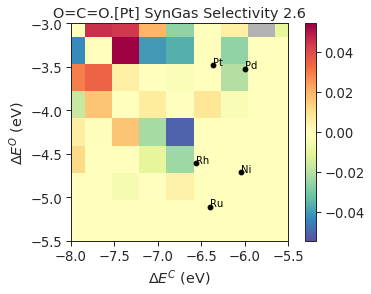 O=C=O.[Pt] SynGas Selectivity 2.6
−3.0
−3.5
−4.0
−4.5
−5.0
−5.5
ΔE^O (eV)
Pt
Pd
Rh
Ni
Ru
−8.0 −7.5 −7.0 −6.5 −6.0 −5.5
ΔE^C (eV)
0.04
0.02
0.00
−0.02
−0.04